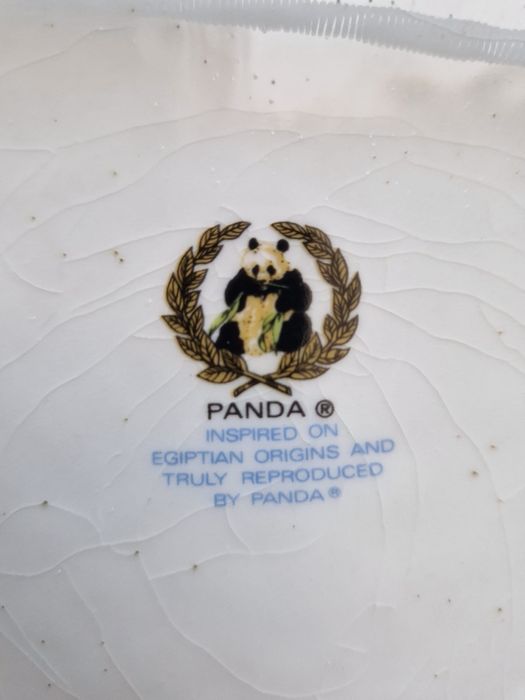 PANDA ®
INSPIRED ON
EGIPTIAN ORIGINS AND
TRULY REPRODUCED
BY PANDA®